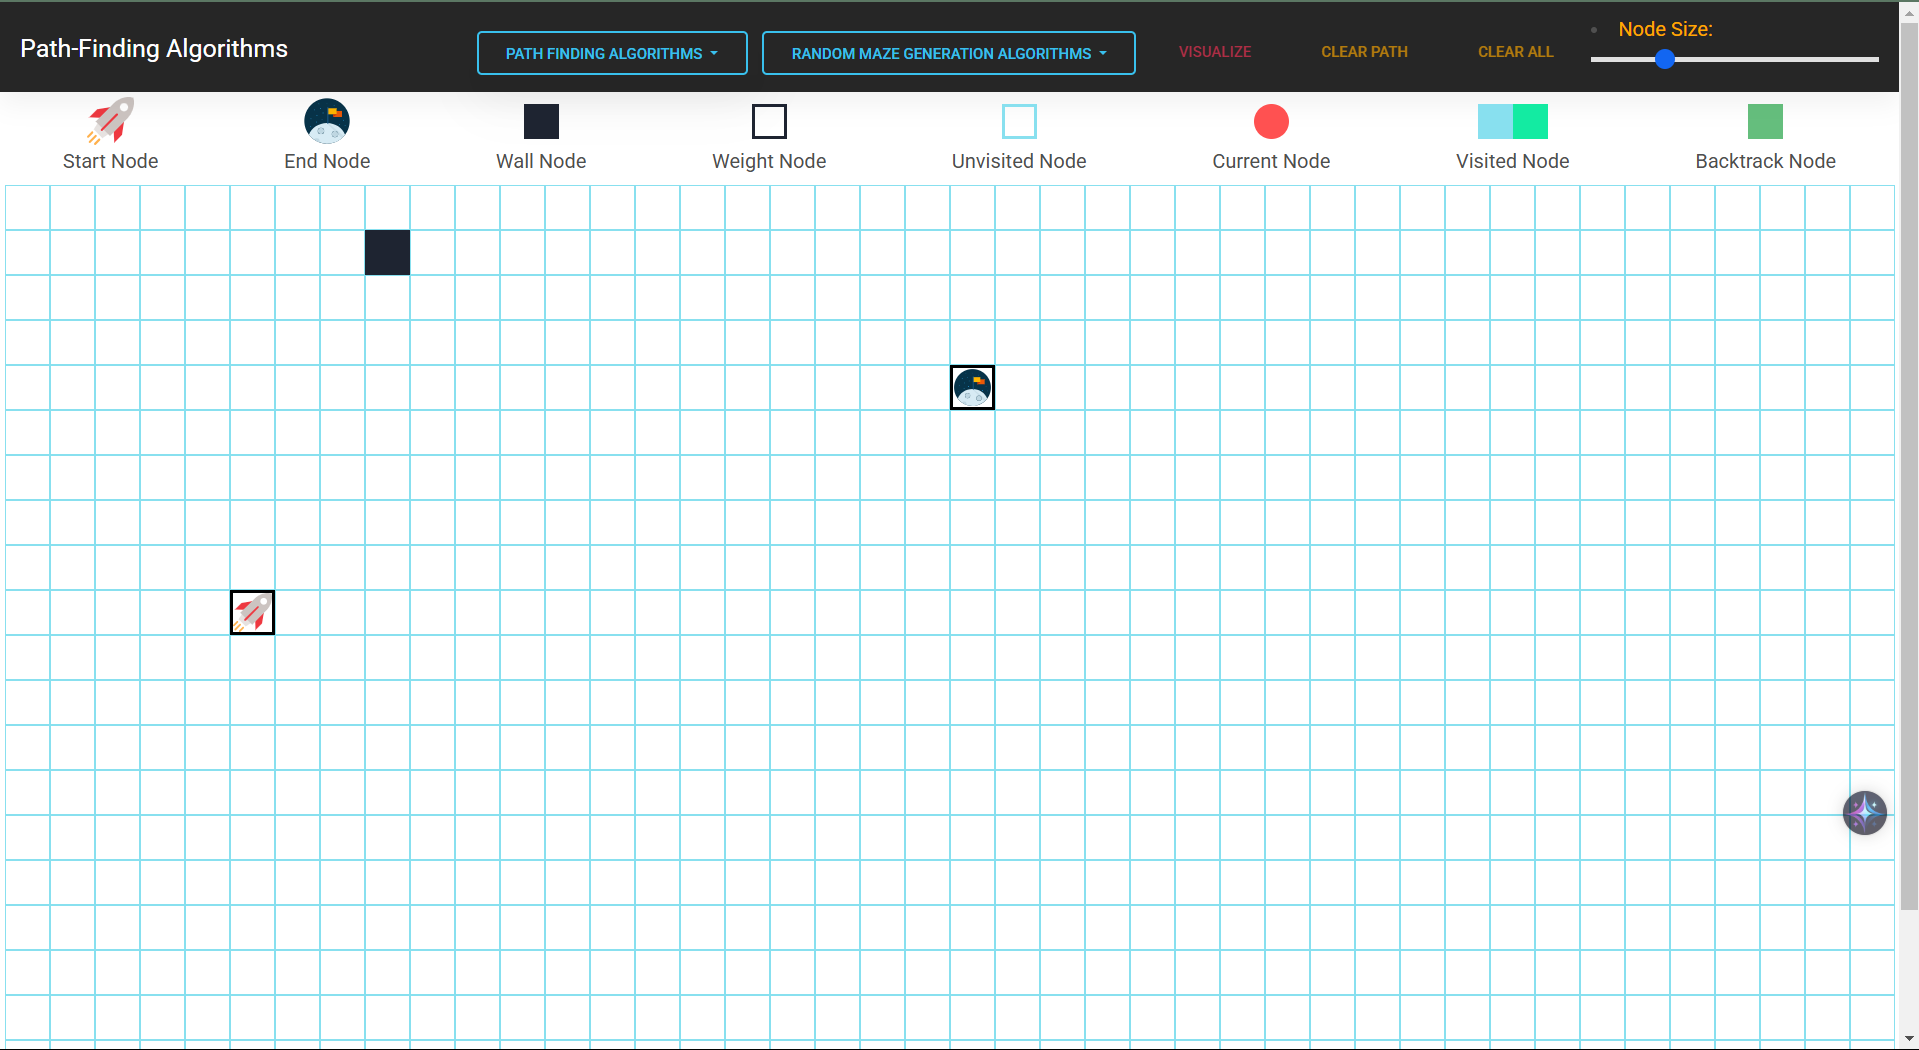 Path-Finding Algorithms
PATH FINDING ALGORITHMS
RANDOM MAZE GENERATION ALGORITHMS
VISUALIZE
CLEAR PATH
CLEAR ALL
Node Size:
Start Node
End Node
Wall Node
Weight Node
Unvisited Node
Current Node
Visited Node
Backtrack Node